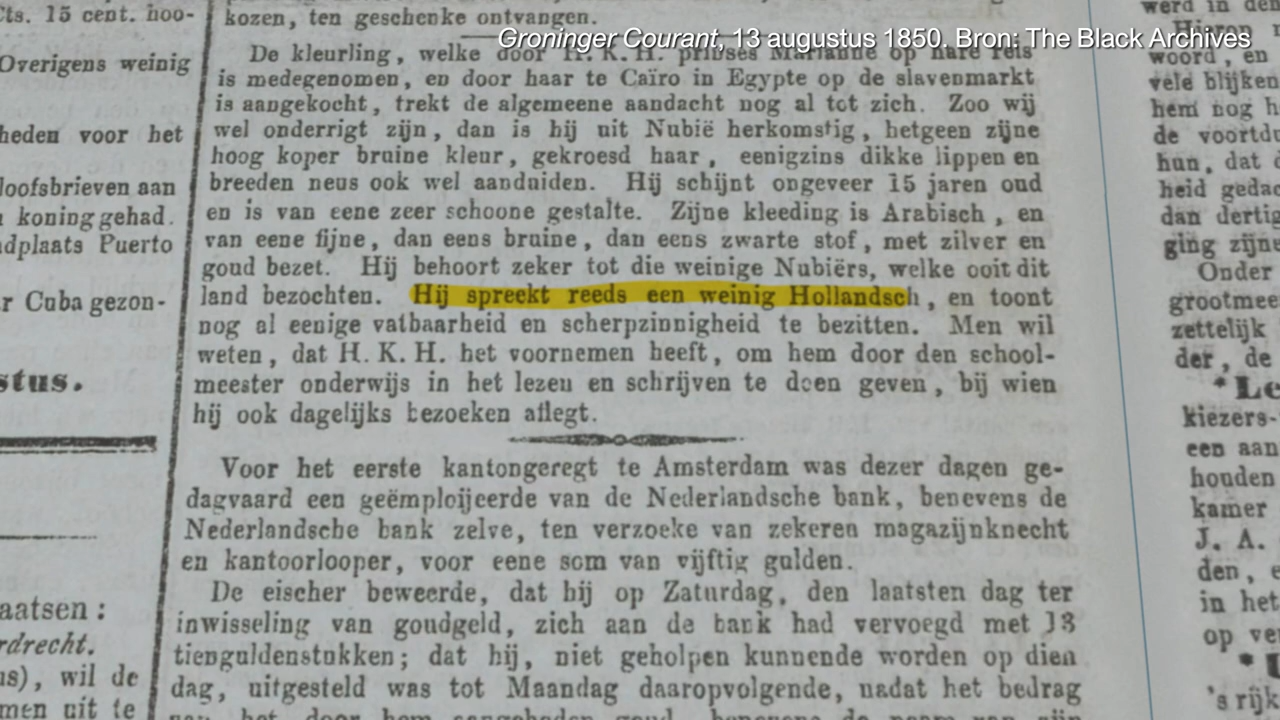 Groninger Courant, 13 augustus 1850. Bron: The Black Archives
Cts. 15 cent. hoo-
Overigens weinig
heden voor het
loofsbrieven aan
koning gehad.
dplaats Puerto
r Cuba gezon-
stus.
aatsen:
rdrecht.
is), wil de
men uit te
kozen, ten geschenke ontvangen.
De kleurling, welke door H. K. H. prinses Marianne op hare reis
is medegenomen, en door haar te Caïro in Egypte op de slavenmarkt
is aangekocht, trekt de algemeene aandacht nog al tot zich. Zoo wij
wel onderrigt zijn, dan is hij uit Nubië herkomstig, hetgeen zijne
hoog koper bruine kleur, gekroesd haar, eenigzins dikke lippen en
breeden neus ook wel aanduiden. Hij schijnt ongeveer 15 jaren oud
en is van eene zeer schoone gestalte. Zijne kleeding is Arabisch, en
van eene fijne, dan eens bruine, dan eens zwarte stof, met zilver en
goud bezet. Hij behoort zeker tot die weinige Nubiërs, welke ooit dit
land bezochten. Hij spreekt reeds een weinig Hollandsch, en toont
nog al eenige vatbaarheid en scherpzinnigheid te bezitten. Men wil
weten, dat H. K. H. het voornemen heeft, om hem door den school-
meester onderwijs in het lezen en schrijven te doen geven, bij wien
hij ook dagelijks bezoeken aflegt.
Voor het eerste kantongeregt te Amsterdam was dezer dagen ge-
dagvaard een geëmploijeerde van de Nederlandsche bank, benevens de
Nederlandsche bank zelve, ten verzoeke van zekeren magazijnknecht
en kantoorlooper, voor eene som van vijftig gulden.
De eischer beweerde, dat hij op Zaturdag, den laatsten dag ter
inwisseling van goudgeld, zich aan de bank had vervoegd met 13
tienguldenstukken; dat hij, niet geholpen kunnende worden op dien
dag, uitgesteld was tot Maandag daaropvolgende, nadat het bedrag
werd in den
Hieron
woord, en
vele blijken
hem nog h
de voortdu
hun, dat d
heid gedac
dan dertig
ging zijne
Onder
grootmee
zettelijk
der, de
* Le
kiezers-
een aan
houden
kamer
J. A.
den, e
in het
op ve
's rijk